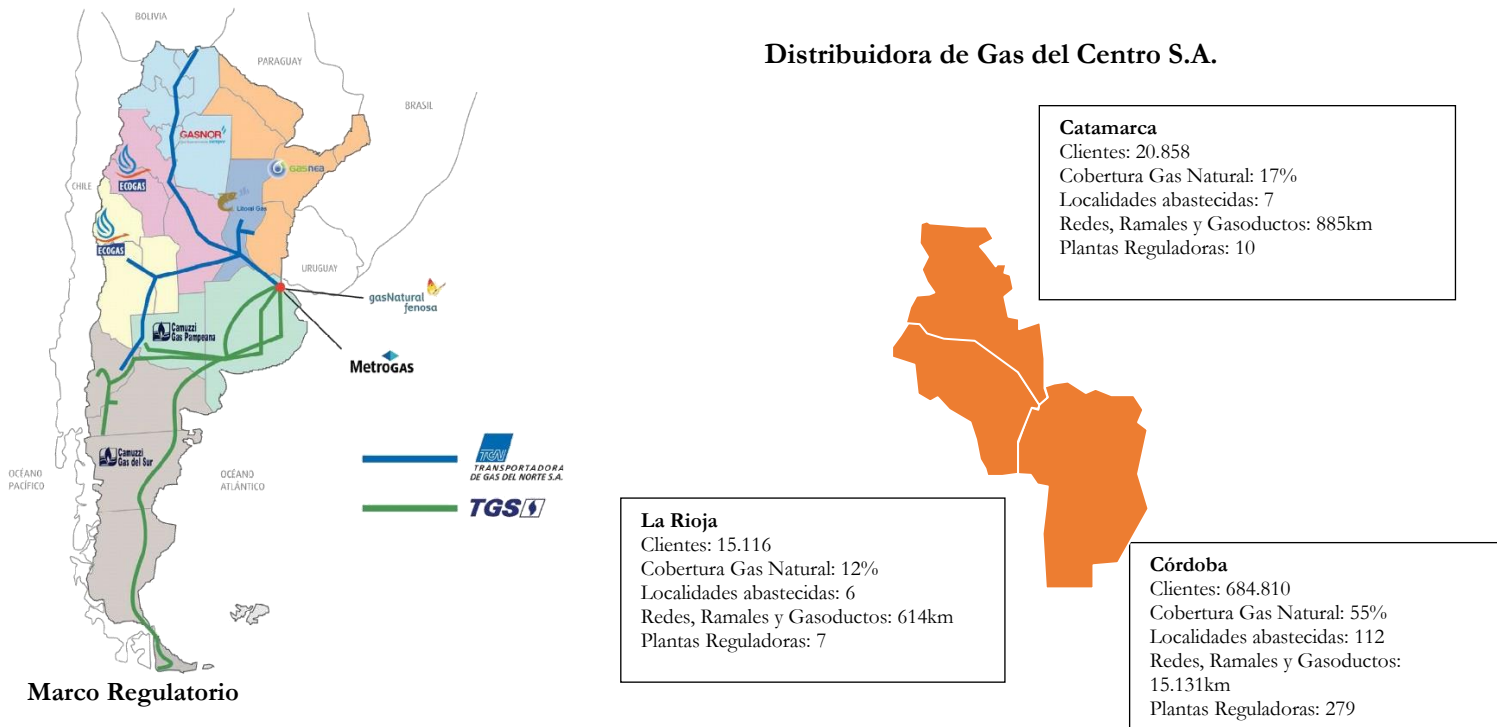 BOLIVIA
PARAGUAY
BRASIL
CHILE
URUGUAY
GASNOR
gasnea
ECOGAS
Litoral Gas
ECOGAS
gasNatural
fenosa
Camuzzi
Gas Pampeana
MetroGAS
Camuzzi
Gas del Sur
OCÉANO
PACÍFICO
OCÉANO
ATLÁNTICO
TGN
TRANSPORTADORA
DE GAS DEL NORTE S.A.
TGS
Marco Regulatorio
Distribuidora de Gas del Centro S.A.
Catamarca
Clientes: 20.858
Cobertura Gas Natural: 17%
Localidades abastecidas: 7
Redes, Ramales y Gasoductos: 885km
Plantas Reguladoras: 10
La Rioja
Clientes: 15.116
Cobertura Gas Natural: 12%
Localidades abastecidas: 6
Redes, Ramales y Gasoductos: 614km
Plantas Reguladoras: 7
Córdoba
Clientes: 684.810
Cobertura Gas Natural: 55%
Localidades abastecidas: 112
Redes, Ramales y Gasoductos:
15.131km
Plantas Reguladoras: 279